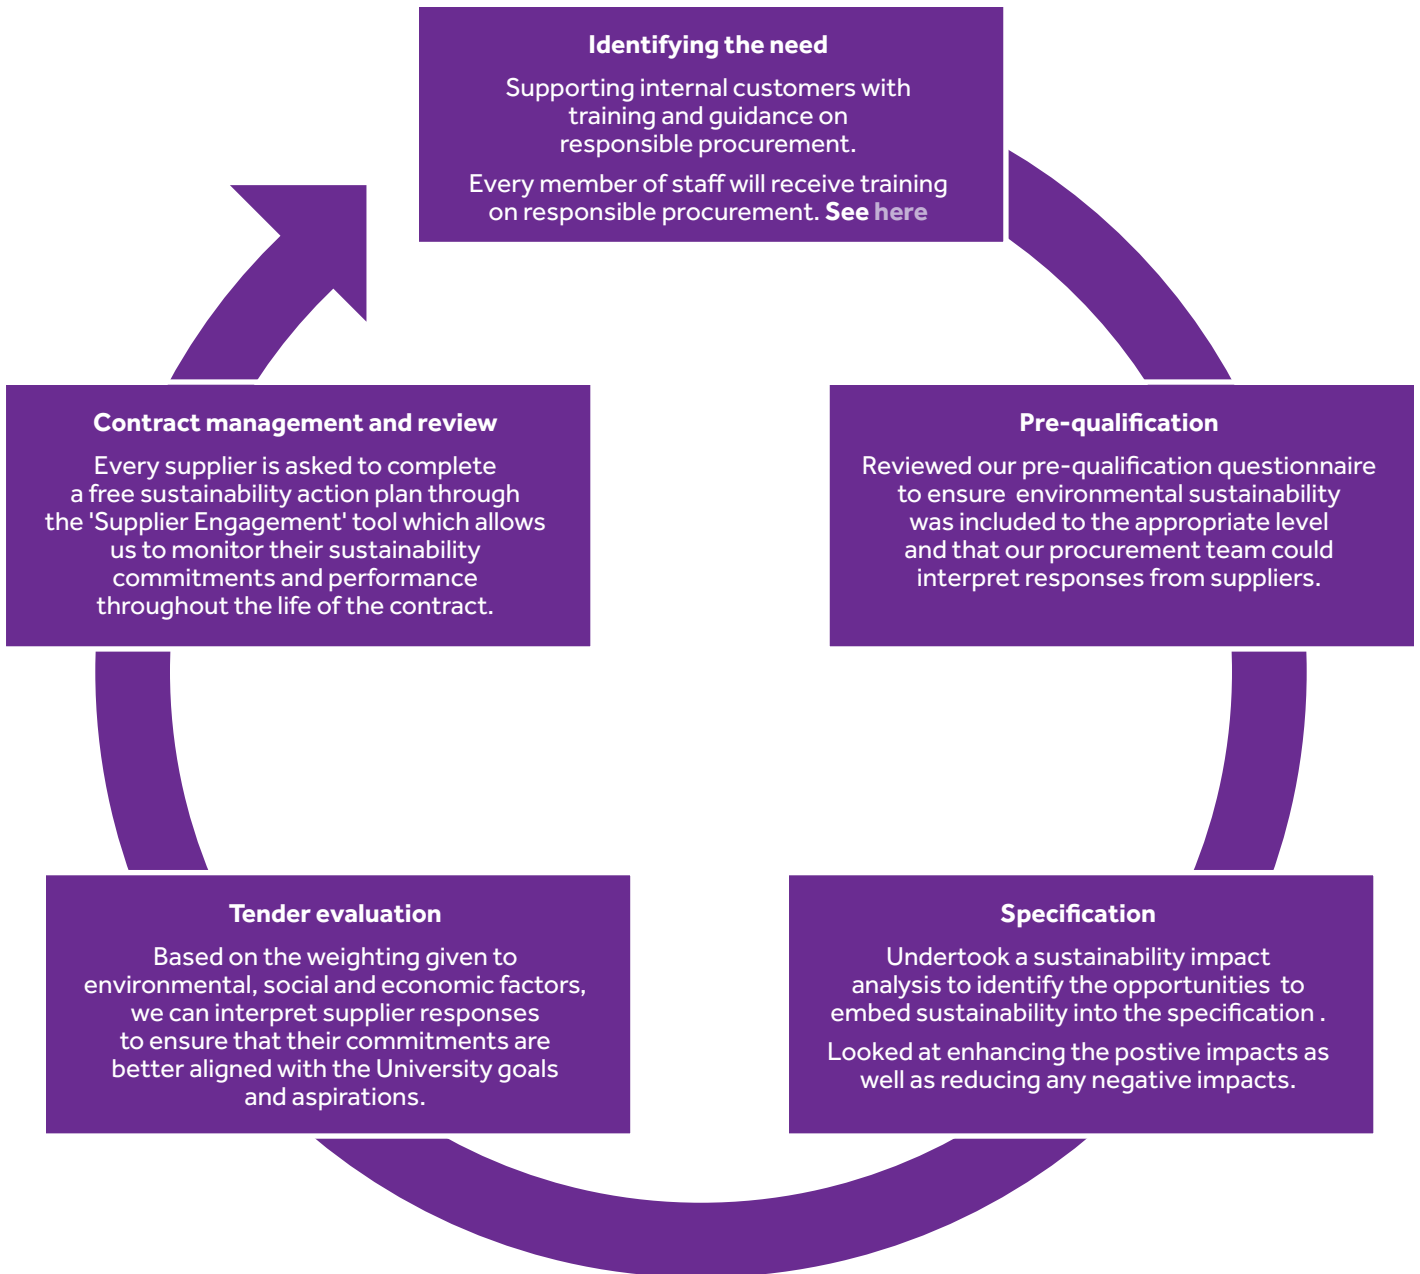 Identifying the need
Supporting internal customers with
training and guidance on
responsible procurement.
Every member of staff will receive training
on responsible procurement. See here
Pre-qualification
Reviewed our pre-qualification questionnaire
to ensure  environmental sustainability
was included to the appropriate level
and that our procurement team could
interpret responses from suppliers.
Specification
Undertook a sustainability impact
analysis to identify the opportunities  to
embed sustainability into the specification .
Looked at enhancing the postive impacts as
well as reducing any negative impacts.
Tender evaluation
Based on the weighting given to
environmental, social and economic factors,
we can interpret supplier responses
to ensure that their commitments are
better aligned with the University goals
and aspirations.
Contract management and review
Every supplier is asked to complete
a free sustainability action plan through
the 'Supplier Engagement' tool which allows
us to monitor their sustainability
commitments and performance
throughout the life of the contract.